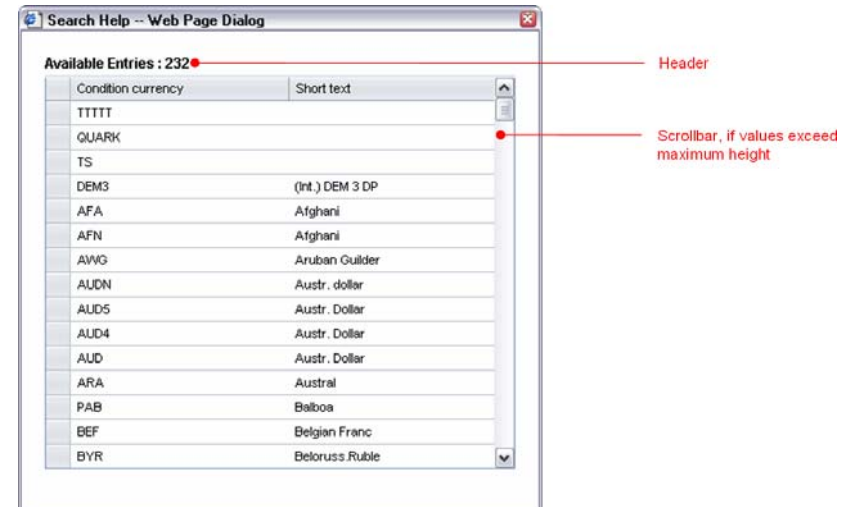 Search Help -- Web Page Dialog
Available Entries : 232
Header
Condition currency Short text
TTTTT
QUARK
Scrollbar, if values exceed
maximum height
TS
DEM3 (Int.) DEM 3 DP
AFA Afghani
AFN Afghani
AWG Aruban Guilder
AUDN Austr. dollar
AUD5 Austr. Dollar
AUD4 Austr. Dollar
AUD Austr. Dollar
ARA Austral
PAB Balboa
BEF Belgian Franc
BYR Beloruss.Ruble